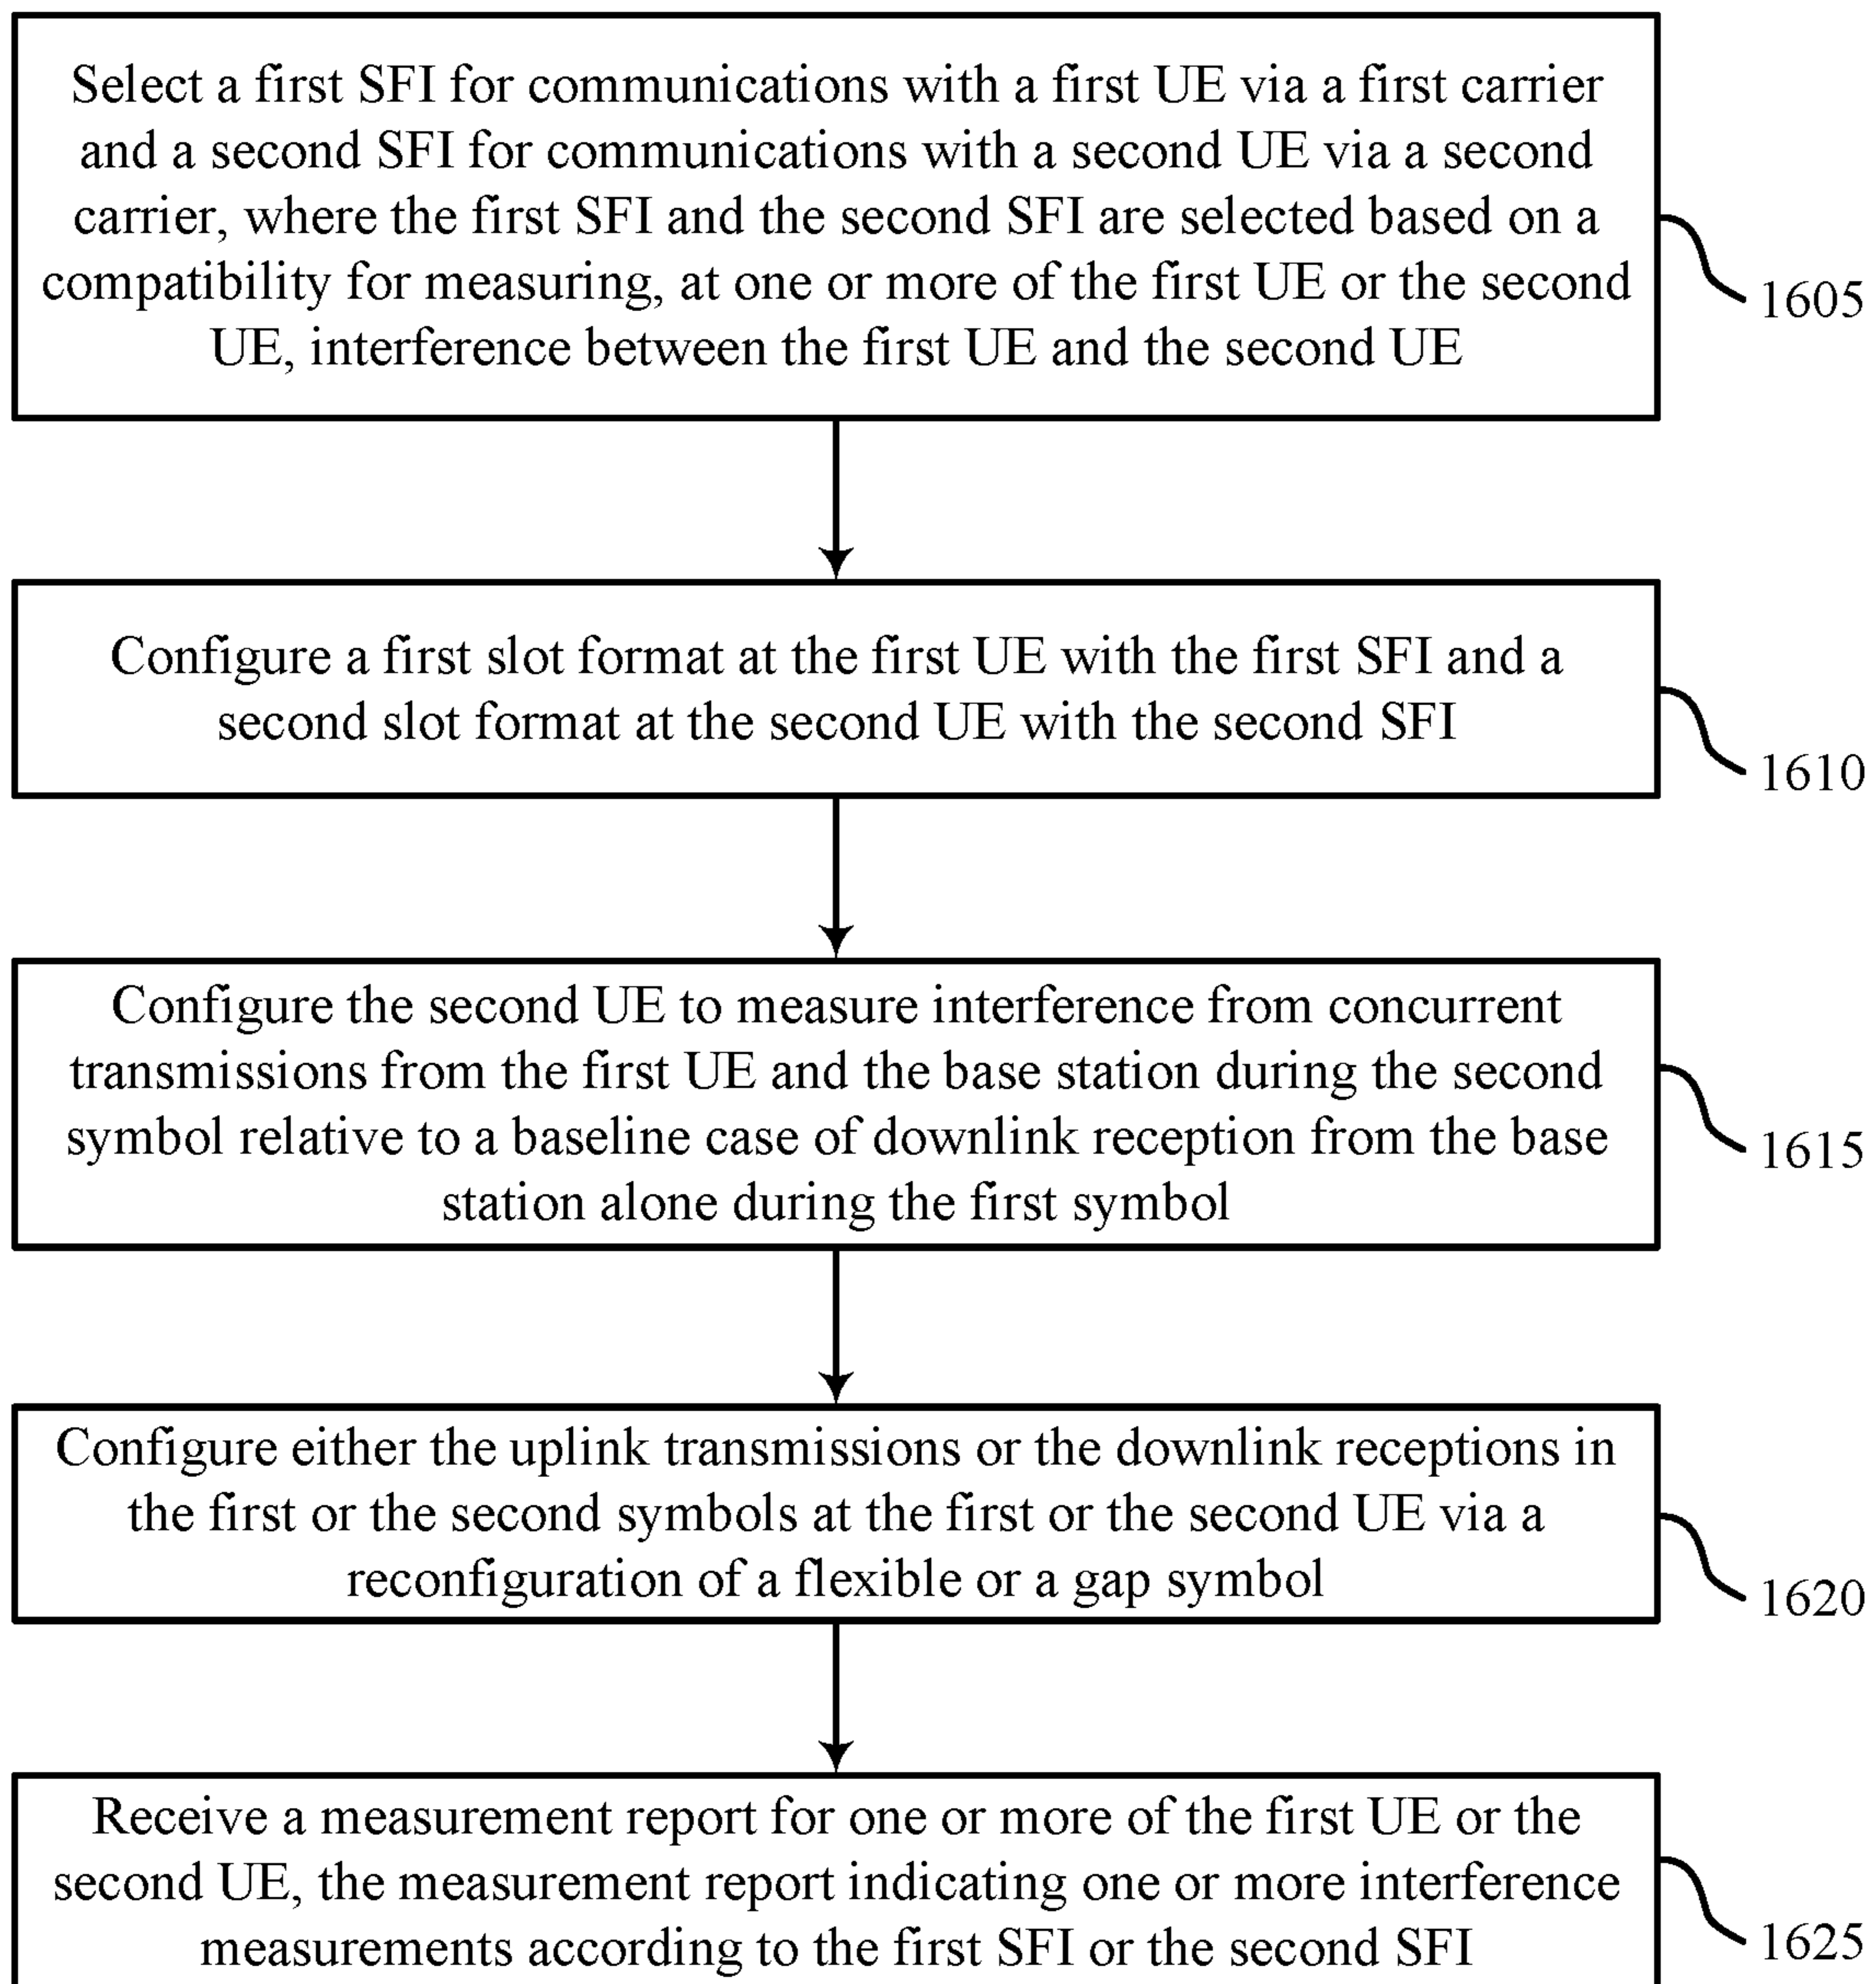 Select a first SFI for communications with a first UE via a first carrier
and a second SFI for communications with a second UE via a second
carrier, where the first SFI and the second SFI are selected based on a
compatibility for measuring, at one or more of the first UE or the second
UE, interference between the first UE and the second UE
1605
Configure a first slot format at the first UE with the first SFI and a
second slot format at the second UE with the second SFI
1610
Configure the second UE to measure interference from concurrent
transmissions from the first UE and the base station during the second
symbol relative to a baseline case of downlink reception from the base
station alone during the first symbol
1615
Configure either the uplink transmissions or the downlink receptions in
the first or the second symbols at the first or the second UE via a
reconfiguration of a flexible or a gap symbol
1620
Receive a measurement report for one or more of the first UE or the
second UE, the measurement report indicating one or more interference
measurements according to the first SFI or the second SFI
1625